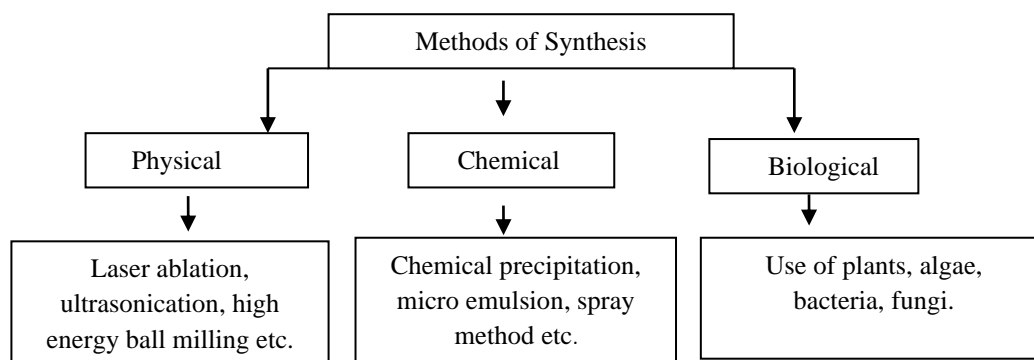 Methods of Synthesis
Physical
Chemical
Biological
Laser ablation,
ultrasonication, high
energy ball milling etc.
Chemical precipitation,
micro emulsion, spray
method etc.
Use of plants, algae,
bacteria, fungi.